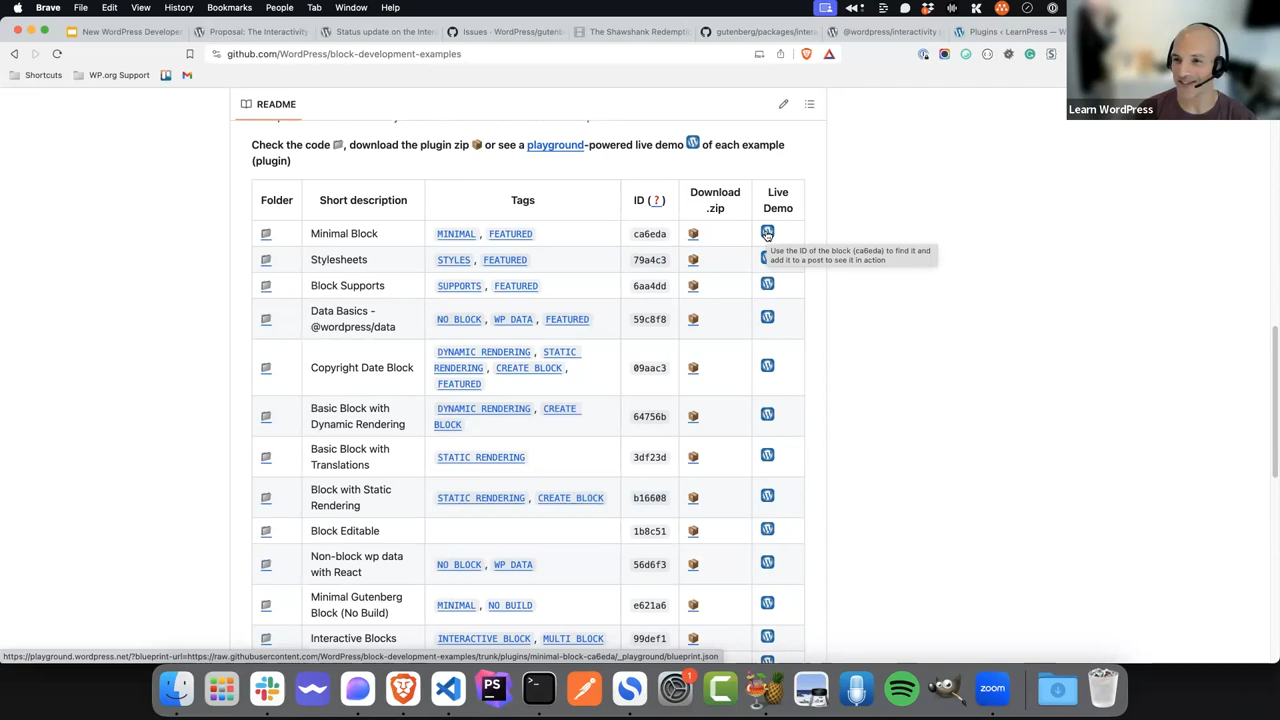 Brave File Edit View History Bookmarks People Tab Window Help
New WordPress Developer
Proposal: The Interactivity
Status update on the Inter
Issues · WordPress/gutenb
The Shawshank Redempti
gutenberg/packages/intera
@wordpress/interactivity
Plugins ‹ LearnPress — W
github.com/WordPress/block-development-examples
Shortcuts
WP.org Support
Learn WordPress
README
Check the code , download the plugin zip or see a playground-powered live demo of each example
(plugin)
Folder
Short description
Tags
ID (?)
Download
.zip
Live
Demo
Minimal Block
MINIMAL , FEATURED
ca6eda
Use the ID of the block (ca6eda) to find it and
add it to a post to see it in action
Stylesheets
STYLES , FEATURED
79a4c3
Block Supports
SUPPORTS , FEATURED
6aa4dd
Data Basics -
@wordpress/data
NO BLOCK , WP DATA , FEATURED
59c8f8
Copyright Date Block
DYNAMIC RENDERING , STATIC
RENDERING , CREATE BLOCK ,
FEATURED
09aac3
Basic Block with
Dynamic Rendering
DYNAMIC RENDERING , CREATE
BLOCK
64756b
Basic Block with
Translations
STATIC RENDERING
3df23d
Block with Static
Rendering
STATIC RENDERING , CREATE BLOCK
b16608
Block Editable
1b8c51
Non-block wp data
with React
NO BLOCK , WP DATA
56d6f3
Minimal Gutenberg
Block (No Build)
MINIMAL , NO BUILD
e621a6
Interactive Blocks
INTERACTIVE BLOCK , MULTI BLOCK
99def1
https://playground.wordpress.net/?blueprint-url=https://raw.githubusercontent.com/WordPress/block-development-examples/trunk/plugins/minimal-block-ca6eda/_playground/blueprint.json
PS
1
zoom